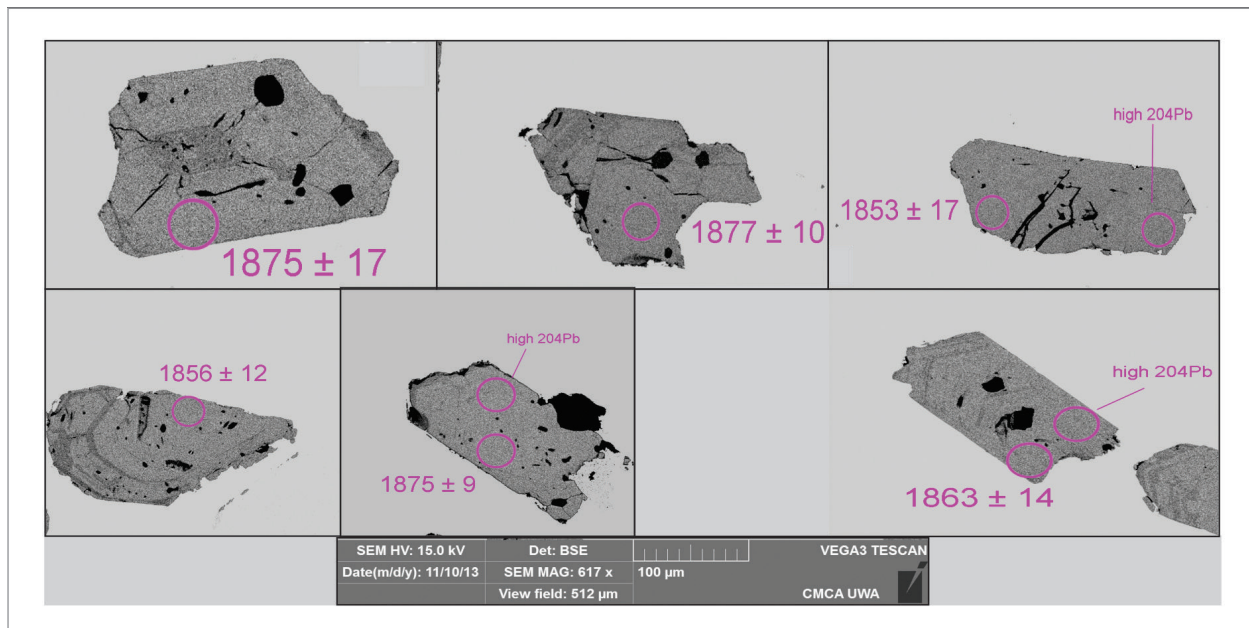 1875 ± 17
1877 ± 10
high 204Pb
1853 ± 17
1856 ± 12
high 204Pb
1875 ± 9
high 204Pb
1863 ± 14
SEM HV: 15.0 kV
Det: BSE
VEGA3 TESCAN
Date(m/d/y): 11/10/13
SEM MAG: 617 x
100 µm
View field: 512 µm
CMCA UWA